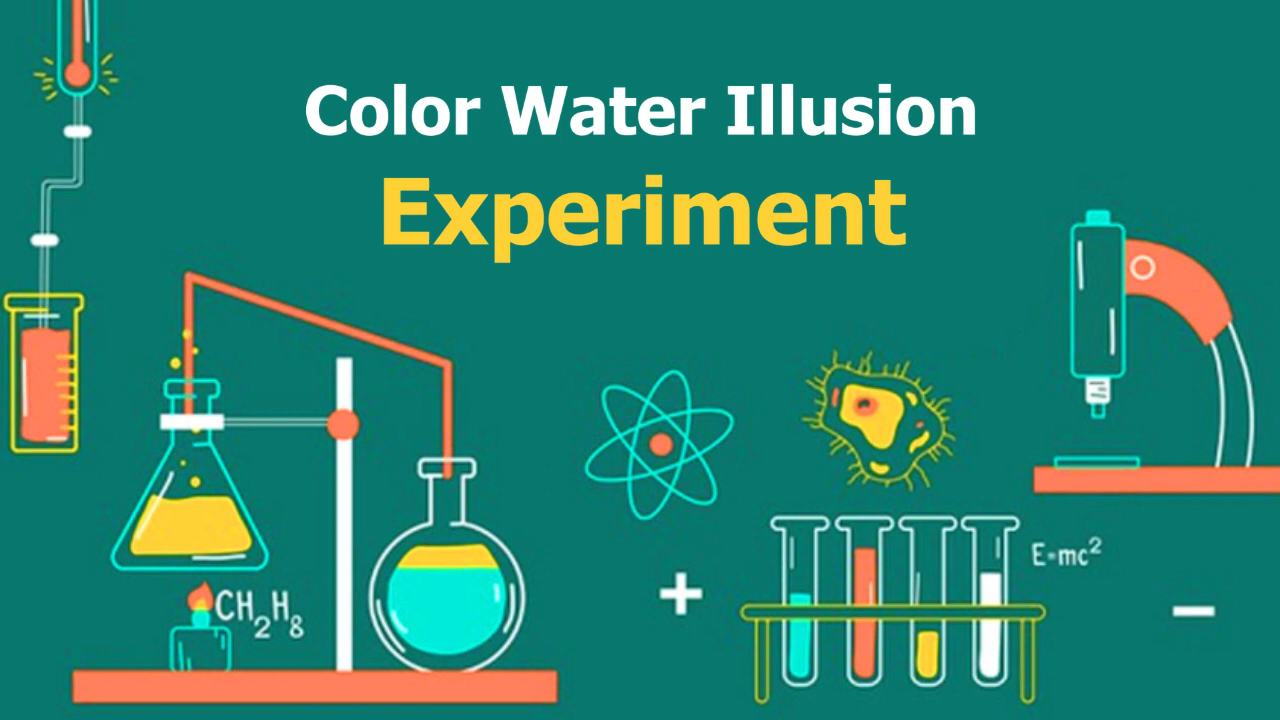 Color Water Illusion
Experiment
E=mc²
CH₂H₈
+
-